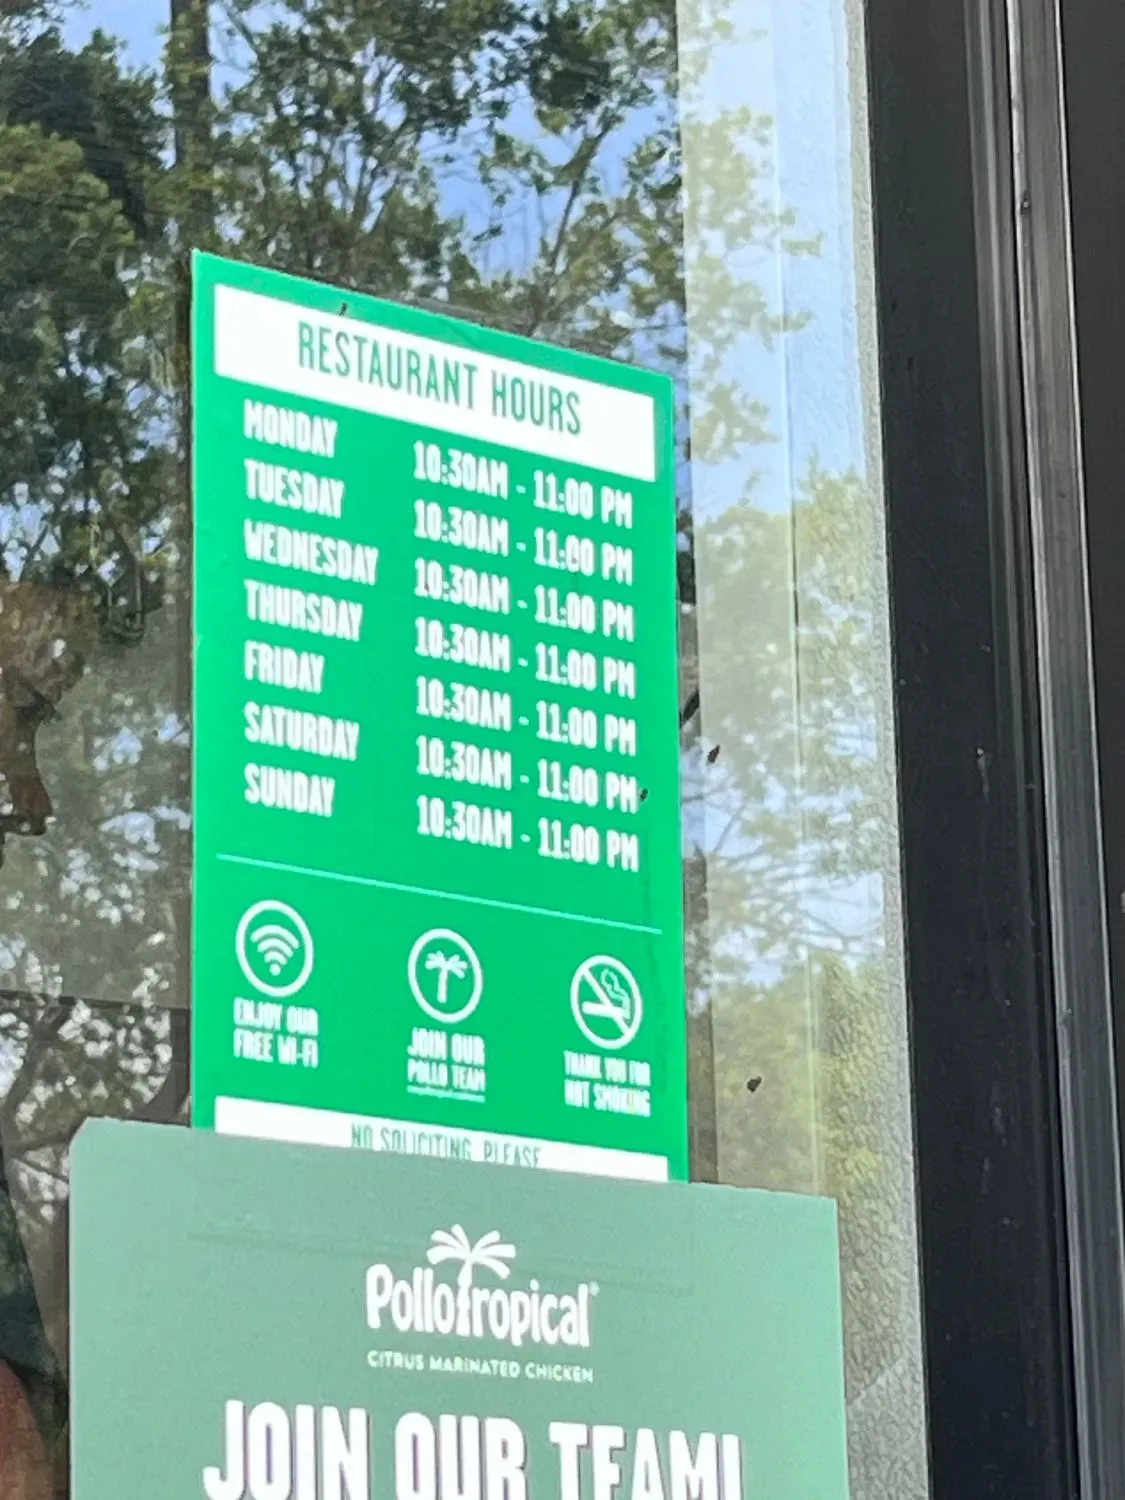 RESTAURANT HOURS
MONDAY 10:30AM - 11:00 PM
TUESDAY 10:30AM - 11:00 PM
WEDNESDAY 10:30AM - 11:00 PM
THURSDAY 10:30AM - 11:00 PM
FRIDAY 10:30AM - 11:00 PM
SATURDAY 10:30AM - 11:00 PM
SUNDAY 10:30AM - 11:00 PM
ENJOY OUR
FREE WI-FI
JOIN OUR
POLLO TEAM
THANK YOU FOR
NOT SMOKING
NO SOLICITING, PLEASE
PolloTropical®
CITRUS MARINATED CHICKEN
JOIN OUR TEAM!